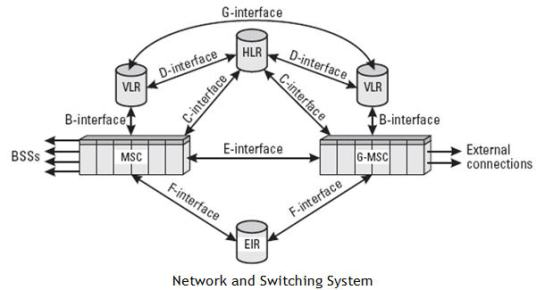 G-interface
D-interface
HLR
D-interface
VLR
VLR
C-interface
C-interface
B-interface
B-interface
BSSs
MSC
E-interface
G-MSC
External
connections
F-interface
F-interface
EIR
Network and Switching System